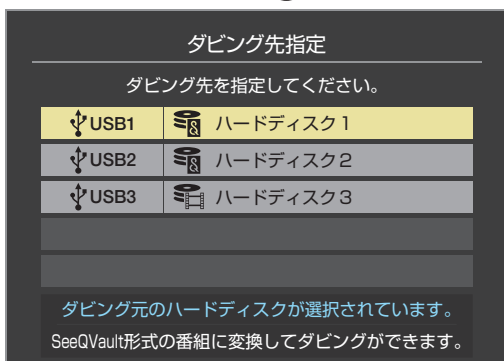 ダビング先指定
ダビング先を指定してください。
USB1 ハードディスク1
USB2 ハードディスク2
USB3 ハードディスク3
ダビング元のハードディスクが選択されています。
SeeQVault形式の番組に変換してダビングができます。